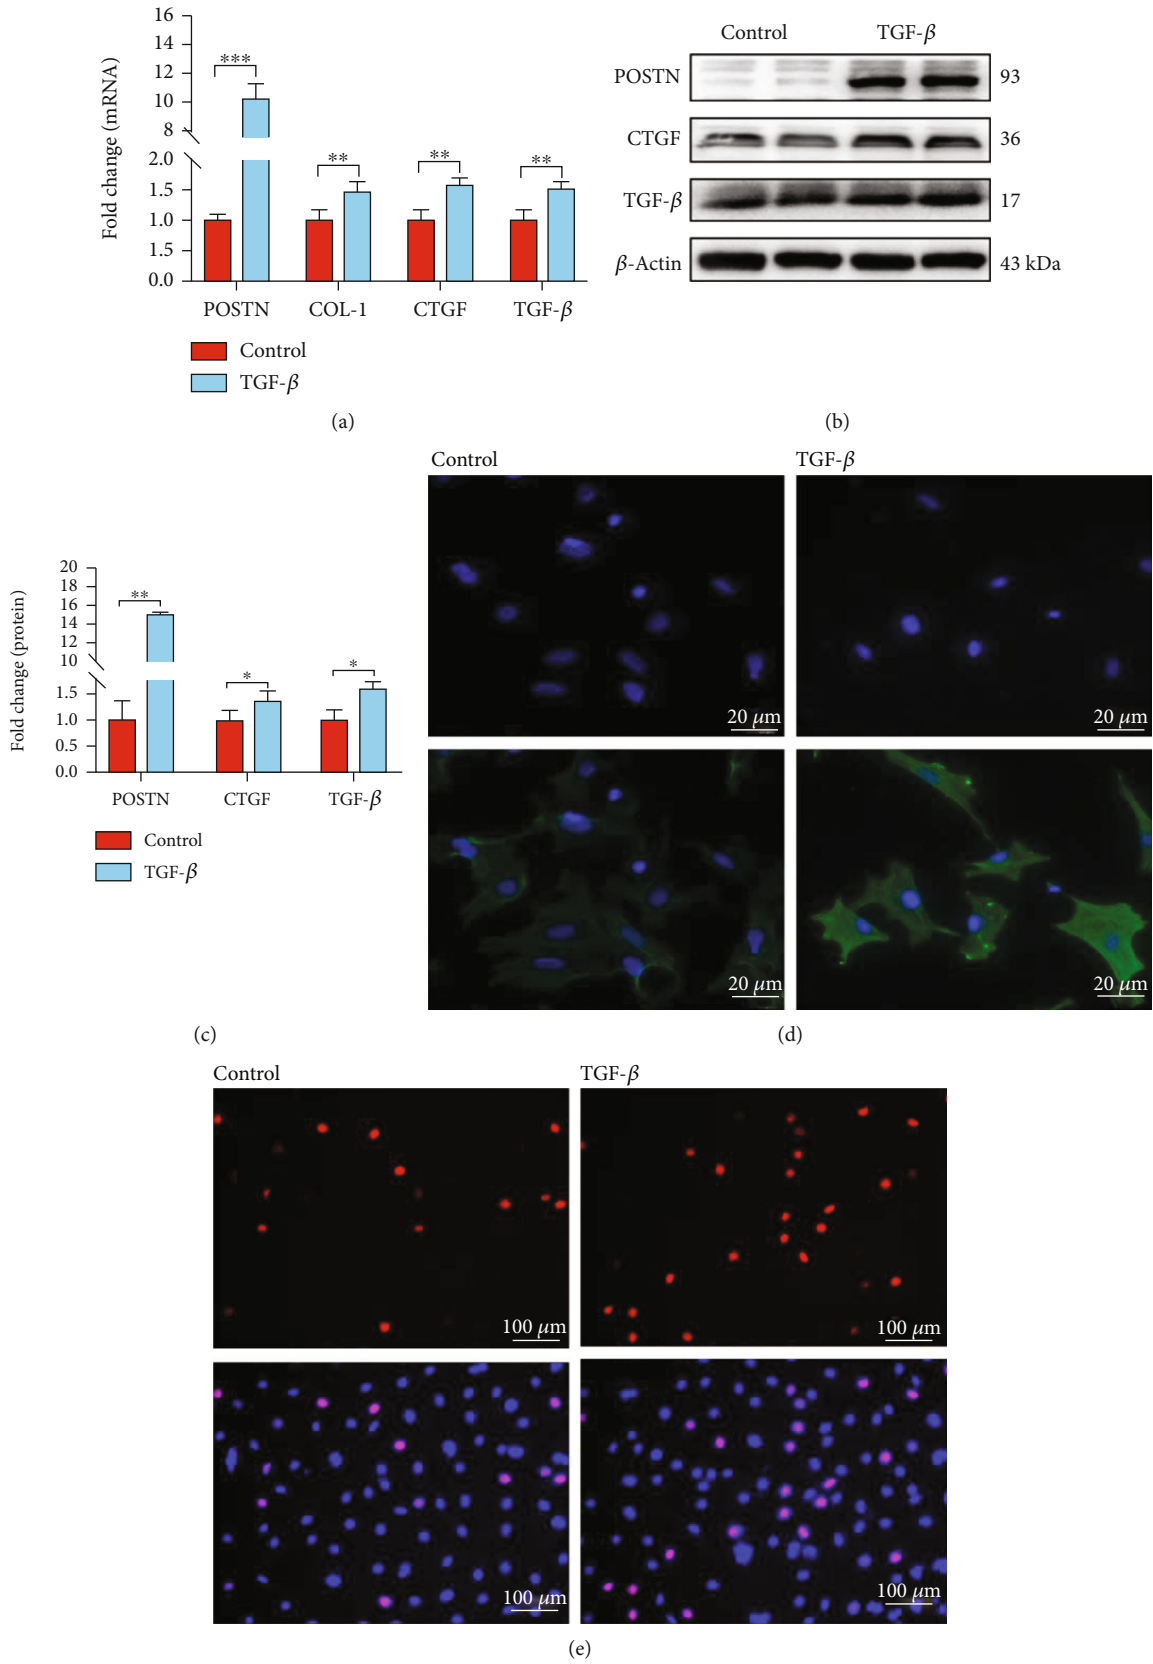 Fold change (mRNA)
16
14
12
10
8
2.0
1.5
1.0
1.5
0.0
***
**
**
**
POSTN COL-1 CTGF TGF-β
Control
TGF-β
(a)
Control TGF-β
POSTN 93
CTGF 36
TGF-β 17
β-Actin 43 kDa
(b)
Fold change (protein)
20
18
16
14
12
10
1.5
1.0
0.5
0.0
**
*
*
POSTN CTGF TGF-β
Control
TGF-β
(c)
Control TGF-β
20 μm 20 μm
20 μm 20 μm
(d)
Control TGF-β
100 μm 100 μm
100 μm 100 μm
(e)